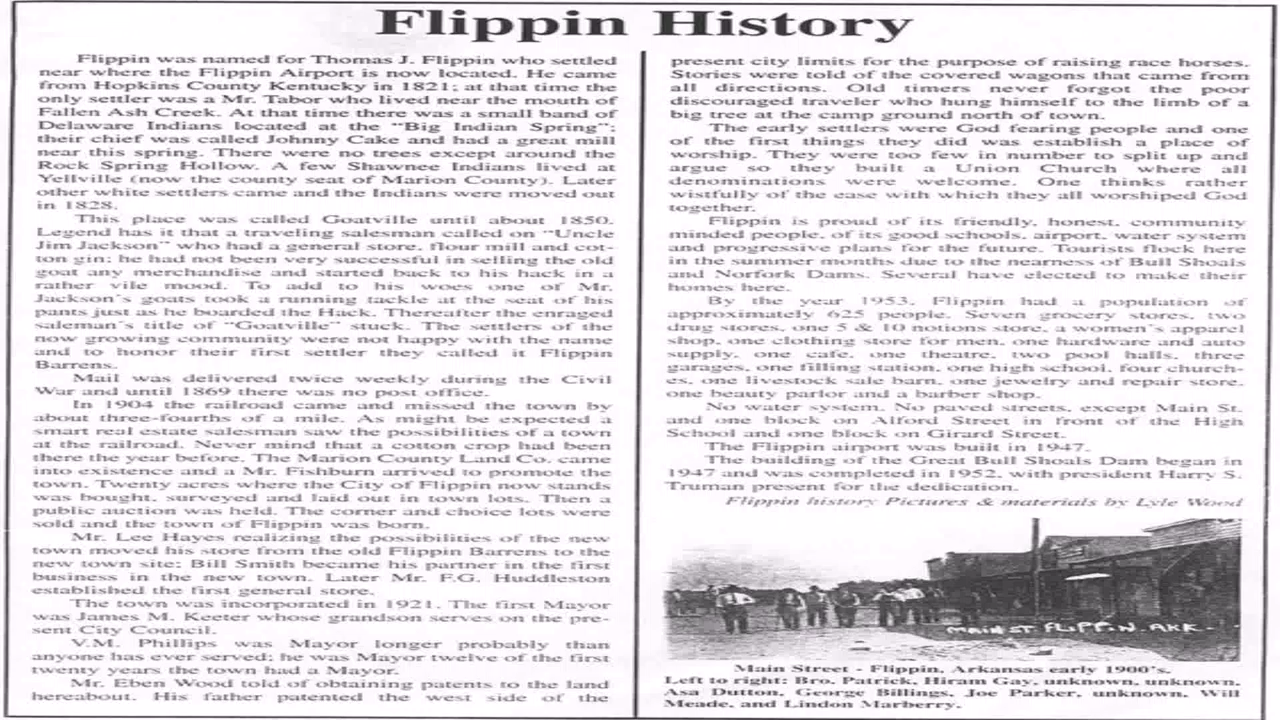 Flippin History
Flippin was named for Thomas J. Flippin who settled
near where the Flippin Airport is now located. He came
from Hopkins County Kentucky in 1821; at that time the
only settler was a Mr. Tabor who lived near the mouth of
Fallen Ash Creek. At that time there was a small band of
Delaware Indians located at the "Big Indian Spring";
their chief was called Johnny Cake and had a great mill
near this spring. There were no trees except around the
Rock Spring Hollow. A few Shawnee Indians lived at
Yellville (now the county seat of Marion County). Later
other white settlers came and the Indians were moved out
in 1828.
This place was called Goatville until about 1850.
Legend has it that a traveling salesman called on "Uncle
Jim Jackson" who had a general store, flour mill and cot-
ton gin; he had not been very successful in selling the old
goat any merchandise and started back to his hack in a
rather vile mood. To add to his woes one of Mr.
Jackson's goats took a running tackle at the seat of his
pants just as he boarded the Hack. Thereafter the enraged
saleman's title of "Goatville" stuck. The settlers of the
now growing community were not happy with the name
and to honor their first settler they called it Flippin
Barrens.
Mail was delivered twice weekly during the Civil
War and until 1869 there was no post office.
In 1904 the railroad came and missed the town by
about three-fourths of a mile. As might be expected a
smart real estate salesman saw the possibilities of a town
at the railroad. Never mind that a cotton crop had been
there the year before. The Marion County Land Co. came
into existence and a Mr. Fishburn arrived to promote the
town. Twenty acres where the City of Flippin now stands
was bought, surveyed and laid out in town lots. Then a
public auction was held. The corner and choice lots were
sold and the town of Flippin was born.
Mr. Lee Hayes realizing the possibilities of the new
town moved his store from the old Flippin Barrens to the
new town site; Bill Smith became his partner in the first
business in the new town. Later Mr. F.G. Huddleston
established the first general store.
The town was incorporated in 1921. The first Mayor
was James M. Keeter whose grandson serves on the pre-
sent City Council.
V.M. Phillips was Mayor longer probably than
anyone has ever served; he was Mayor twelve of the first
twenty years the town had a Mayor.
Mr. Eben Wood told of obtaining patents to the land
hereabout. His father patented the west side of the
present city limits for the purpose of raising race horses.
Stories were told of the covered wagons that came from
all directions. Old timers never forgot the poor
discouraged traveler who hung himself to the limb of a
big tree at the camp ground north of town.
The early settlers were God fearing people and one
of the first things they did was establish a place of
worship. They were too few in number to split up and
argue so they built a Union Church where all
denominations were welcome. One thinks rather
wistfully of the ease with which they all worshiped God
together.
Flippin is proud of its friendly, honest, community
minded people, of its good schools, airport, water system
and progressive plans for the future. Tourists flock here
in the summer months due to the nearness of Bull Shoals
and Norfork Dams. Several have elected to make their
homes here.
By the year 1953, Flippin had a population of
approximately 625 people. Seven grocery stores, two
drug stores, one 5 & 10 notions store, a women's apparel
shop, one clothing store for men, one hardware and auto
supply, one cafe, one theatre, two pool halls, three
garages, one filling station, one high school, four church-
es, one livestock sale barn, one jewelry and repair store,
one beauty parlor and a barber shop.
No water system. No paved streets, except Main St.
and one block on Alford Street in front of the High
School and one block on Girard Street.
The Flippin airport was built in 1947.
The building of the Great Bull Shoals Dam began in
1947 and was completed in 1952, with president Harry S.
Truman present for the dedication.
Flippin history Pictures & materials by Lyle Wood
MAIN ST. FLIPPIN ARK.
Main Street - Flippin, Arkansas early 1900's.
Left to right: Bro. Patrick, Hiram Gay, unknown, unknown,
Asa Dutton, George Billings, Joe Parker, unknown, Will
Meade, and Lindon Marberry.